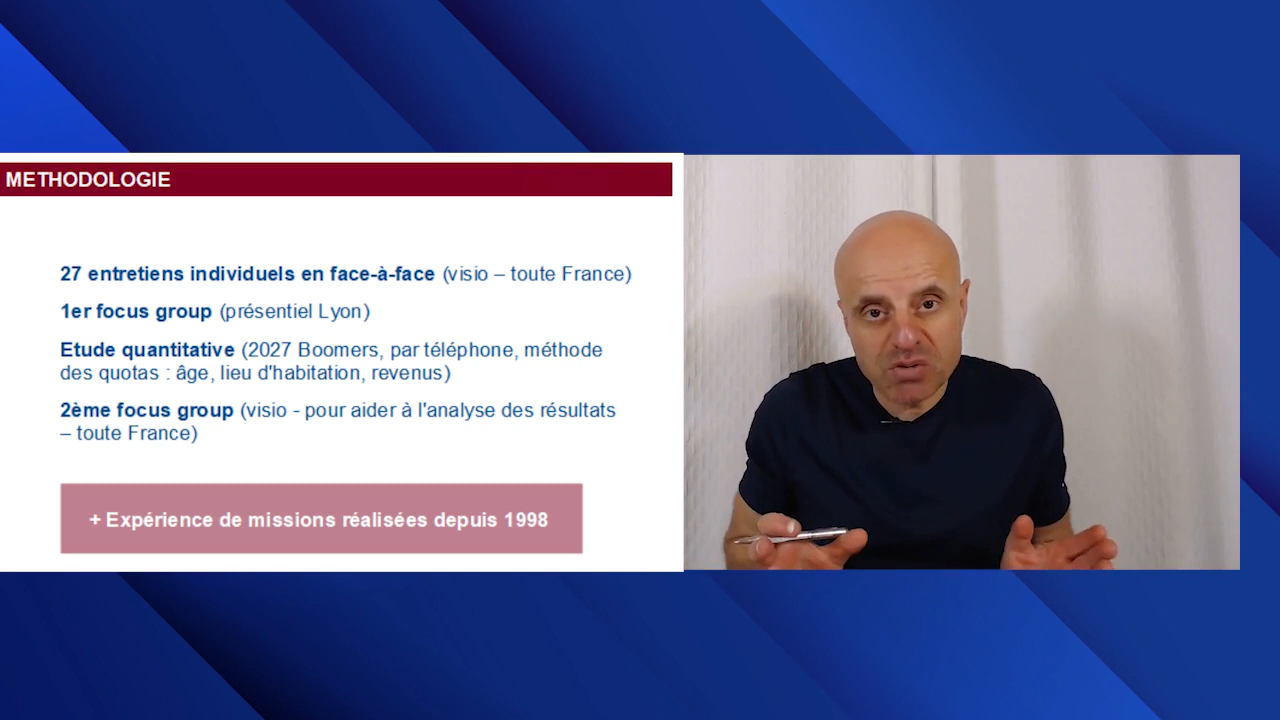 METHODOLOGIE
27 entretiens individuels en face-à-face (visio – toute France)
1er focus group (présentiel Lyon)
Etude quantitative (2027 Boomers, par téléphone, méthode
des quotas : âge, lieu d'habitation, revenus)
2ème focus group (visio - pour aider à l'analyse des résultats
– toute France)
+ Expérience de missions réalisées depuis 1998